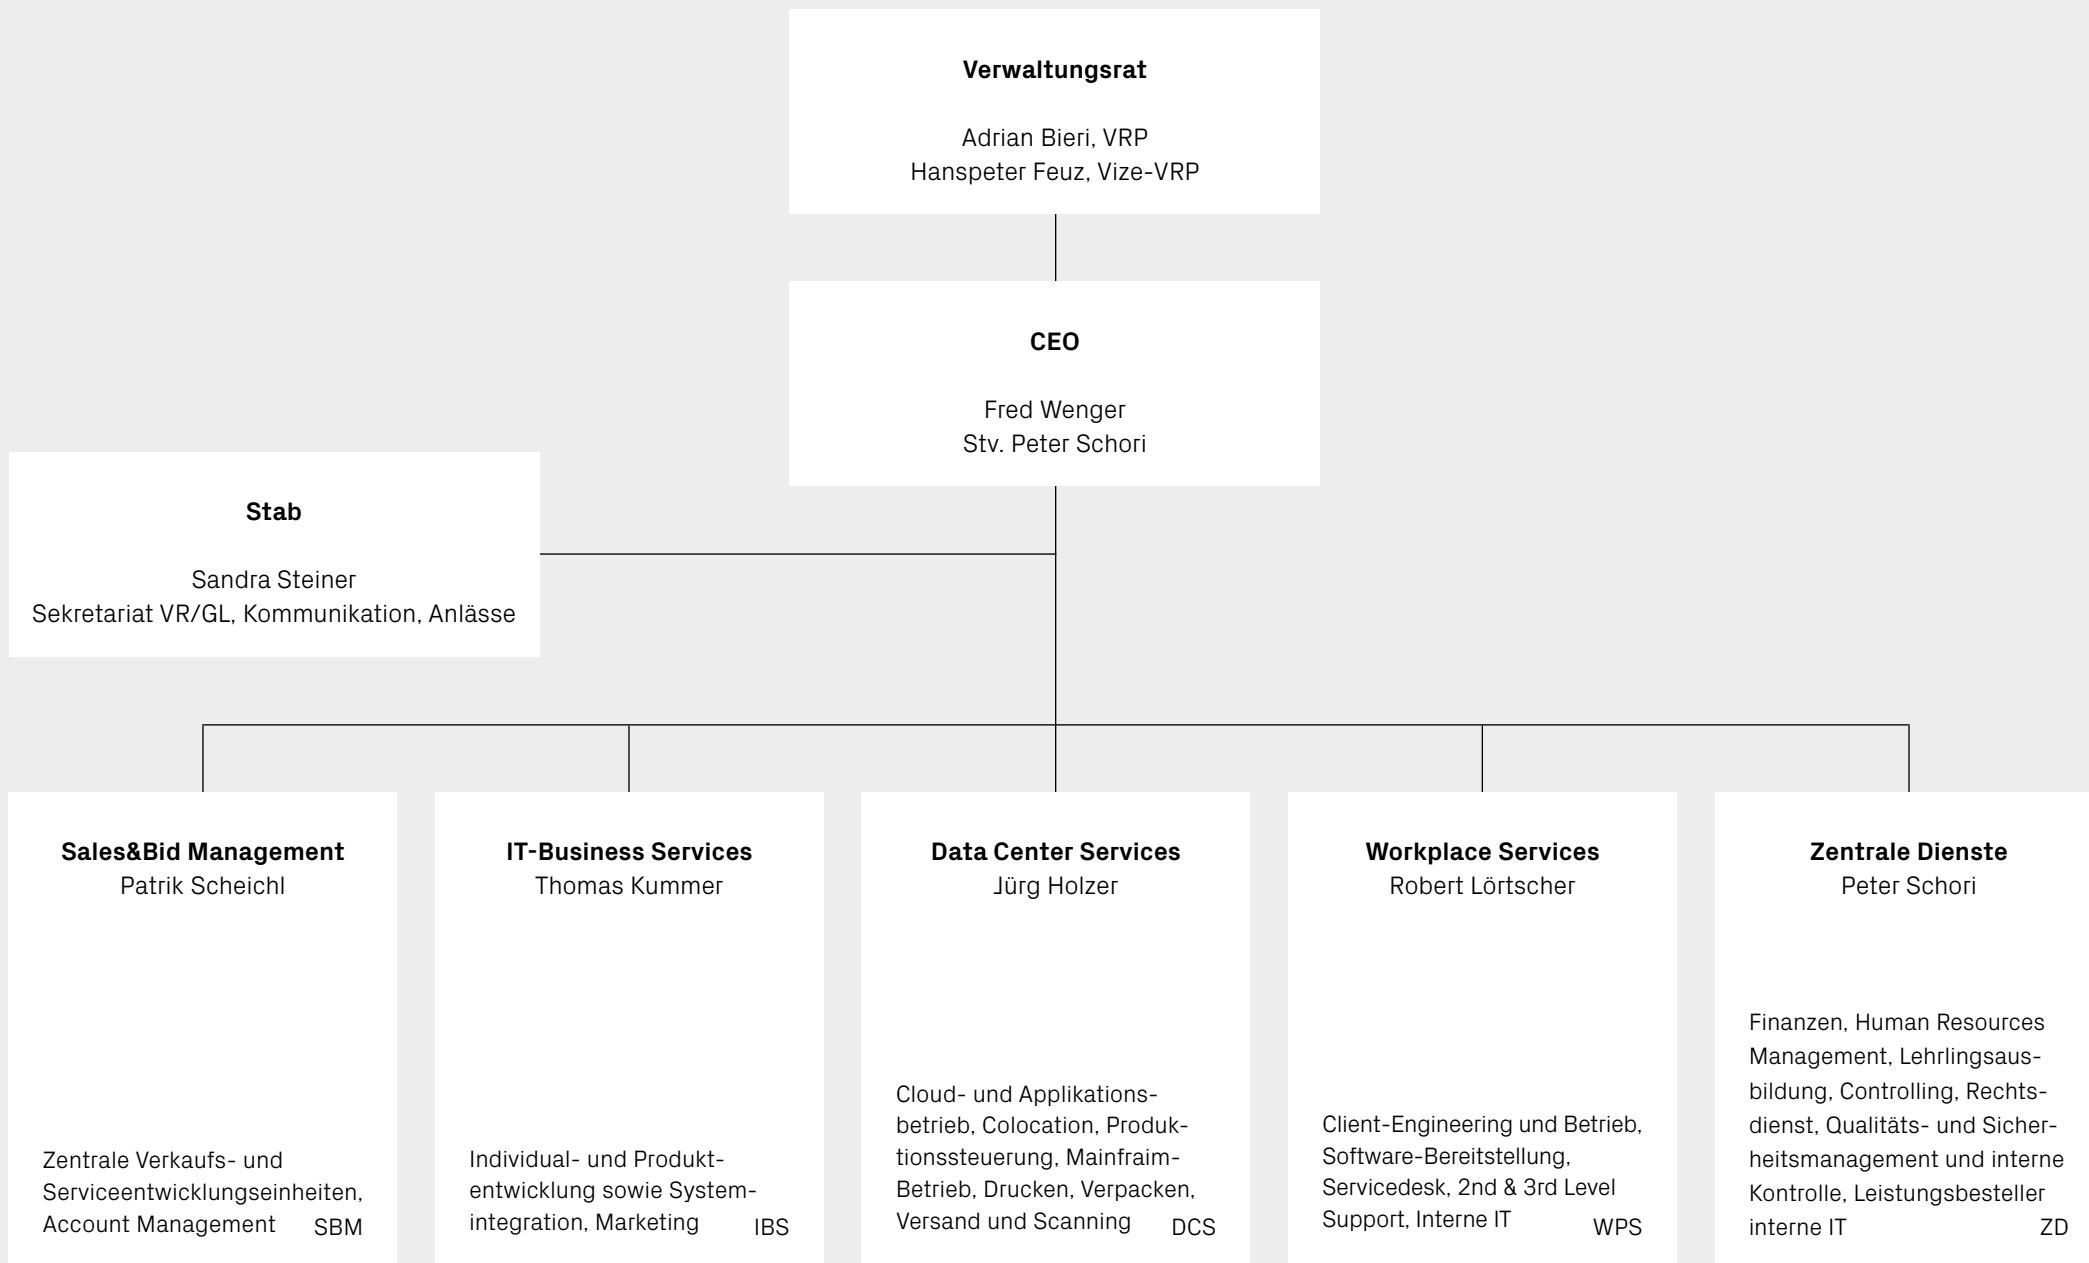 Verwaltungsrat
Adrian Bieri, VRP
Hanspeter Feuz, Vize-VRP
CEO
Fred Wenger
Stv. Peter Schori
Stab
Sandra Steiner
Sekretariat VR/GL, Kommunikation, Anlässe
Sales&Bid Management
Patrik Scheichl
Zentrale Verkaufs- und
Serviceentwicklungseinheiten,
Account Management SBM
IT-Business Services
Thomas Kummer
Individual- und Produkt-
entwicklung sowie System-
integration, Marketing IBS
Data Center Services
Jürg Holzer
Cloud- und Applikations-
betrieb, Colocation, Produk-
tionssteuerung, Mainfraim-
Betrieb, Drucken, Verpacken,
Versand und Scanning DCS
Workplace Services
Robert Lörtscher
Client-Engineering und Betrieb,
Software-Bereitstellung,
Servicedesk, 2nd & 3rd Level
Support, Interne IT WPS
Zentrale Dienste
Peter Schori
Finanzen, Human Resources
Management, Lehrlingsaus-
bildung, Controlling, Rechts-
dienst, Qualitäts- und Sicher-
heitsmanagement und interne
Kontrolle, Leistungsbesteller
interne IT ZD